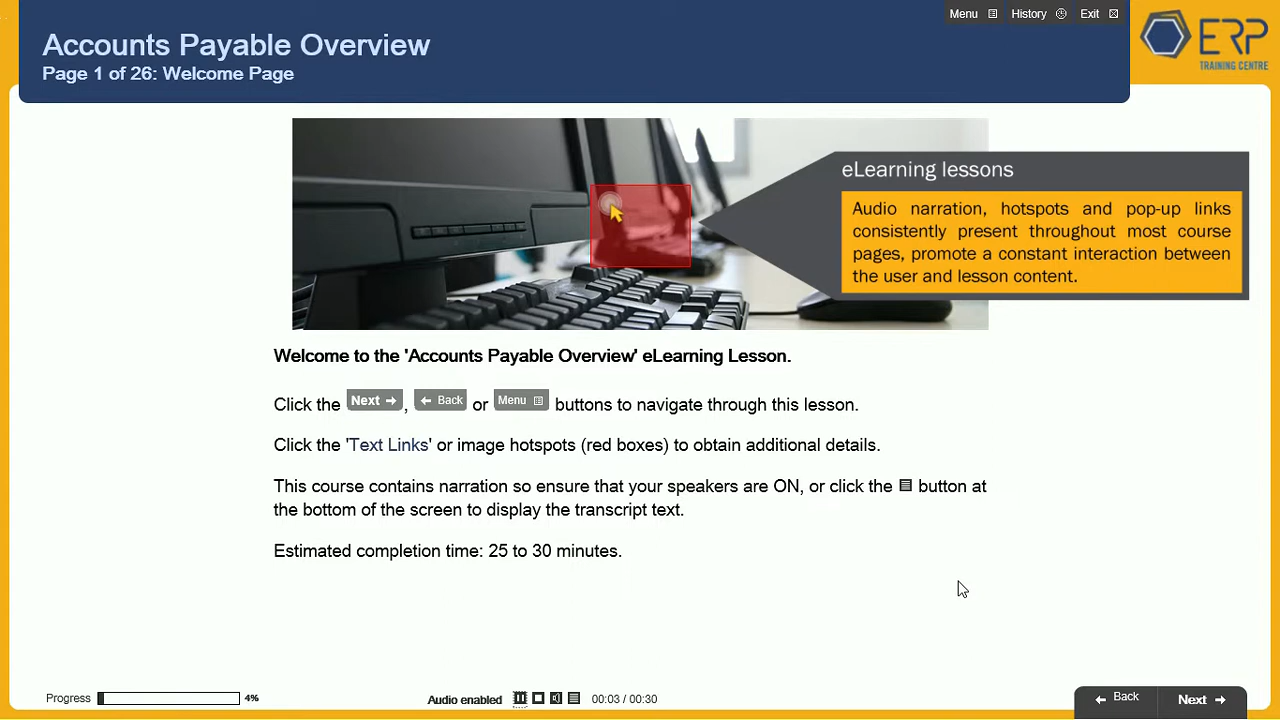 Menu History Exit
ERP
TRAINING CENTRE
Accounts Payable Overview
Page 1 of 26: Welcome Page
eLearning lessons
Audio narration, hotspots and pop-up links
consistently present throughout most course
pages, promote a constant interaction between
the user and lesson content.
Welcome to the 'Accounts Payable Overview' eLearning Lesson.
Click the Next →, ← Back or Menu buttons to navigate through this lesson.
Click the 'Text Links' or image hotspots (red boxes) to obtain additional details.
This course contains narration so ensure that your speakers are ON, or click the button at
the bottom of the screen to display the transcript text.
Estimated completion time: 25 to 30 minutes.
Progress 4% Audio enabled 00:03 / 00:30 ← Back Next →